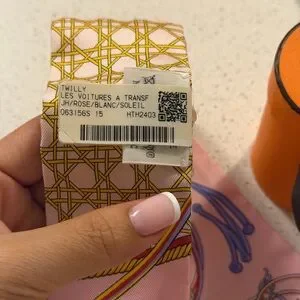 TWILLY
LES VOITURES A TRANSF
JH/ROSE/BLANC/SOLEIL
063156S 15
HTH2403